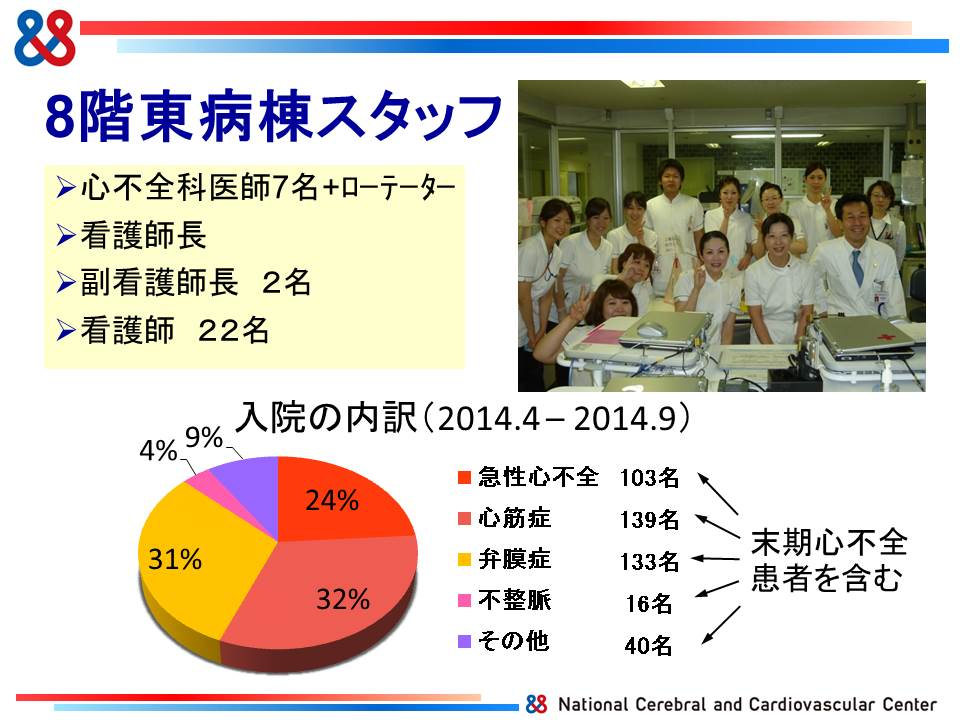 8階東病棟スタッフ
➢心不全科医師7名+ﾛｰﾃｰﾀｰ
➢看護師長
➢副看護師長　２名
➢看護師　２２名
入院の内訳（2014.4 – 2014.9）
4%
9%
24%
31%
32%
急性心不全　103名
心筋症　139名
弁膜症　133名
不整脈　16名
その他　40名
末期心不全
患者を含む
National Cerebral and Cardiovascular Center